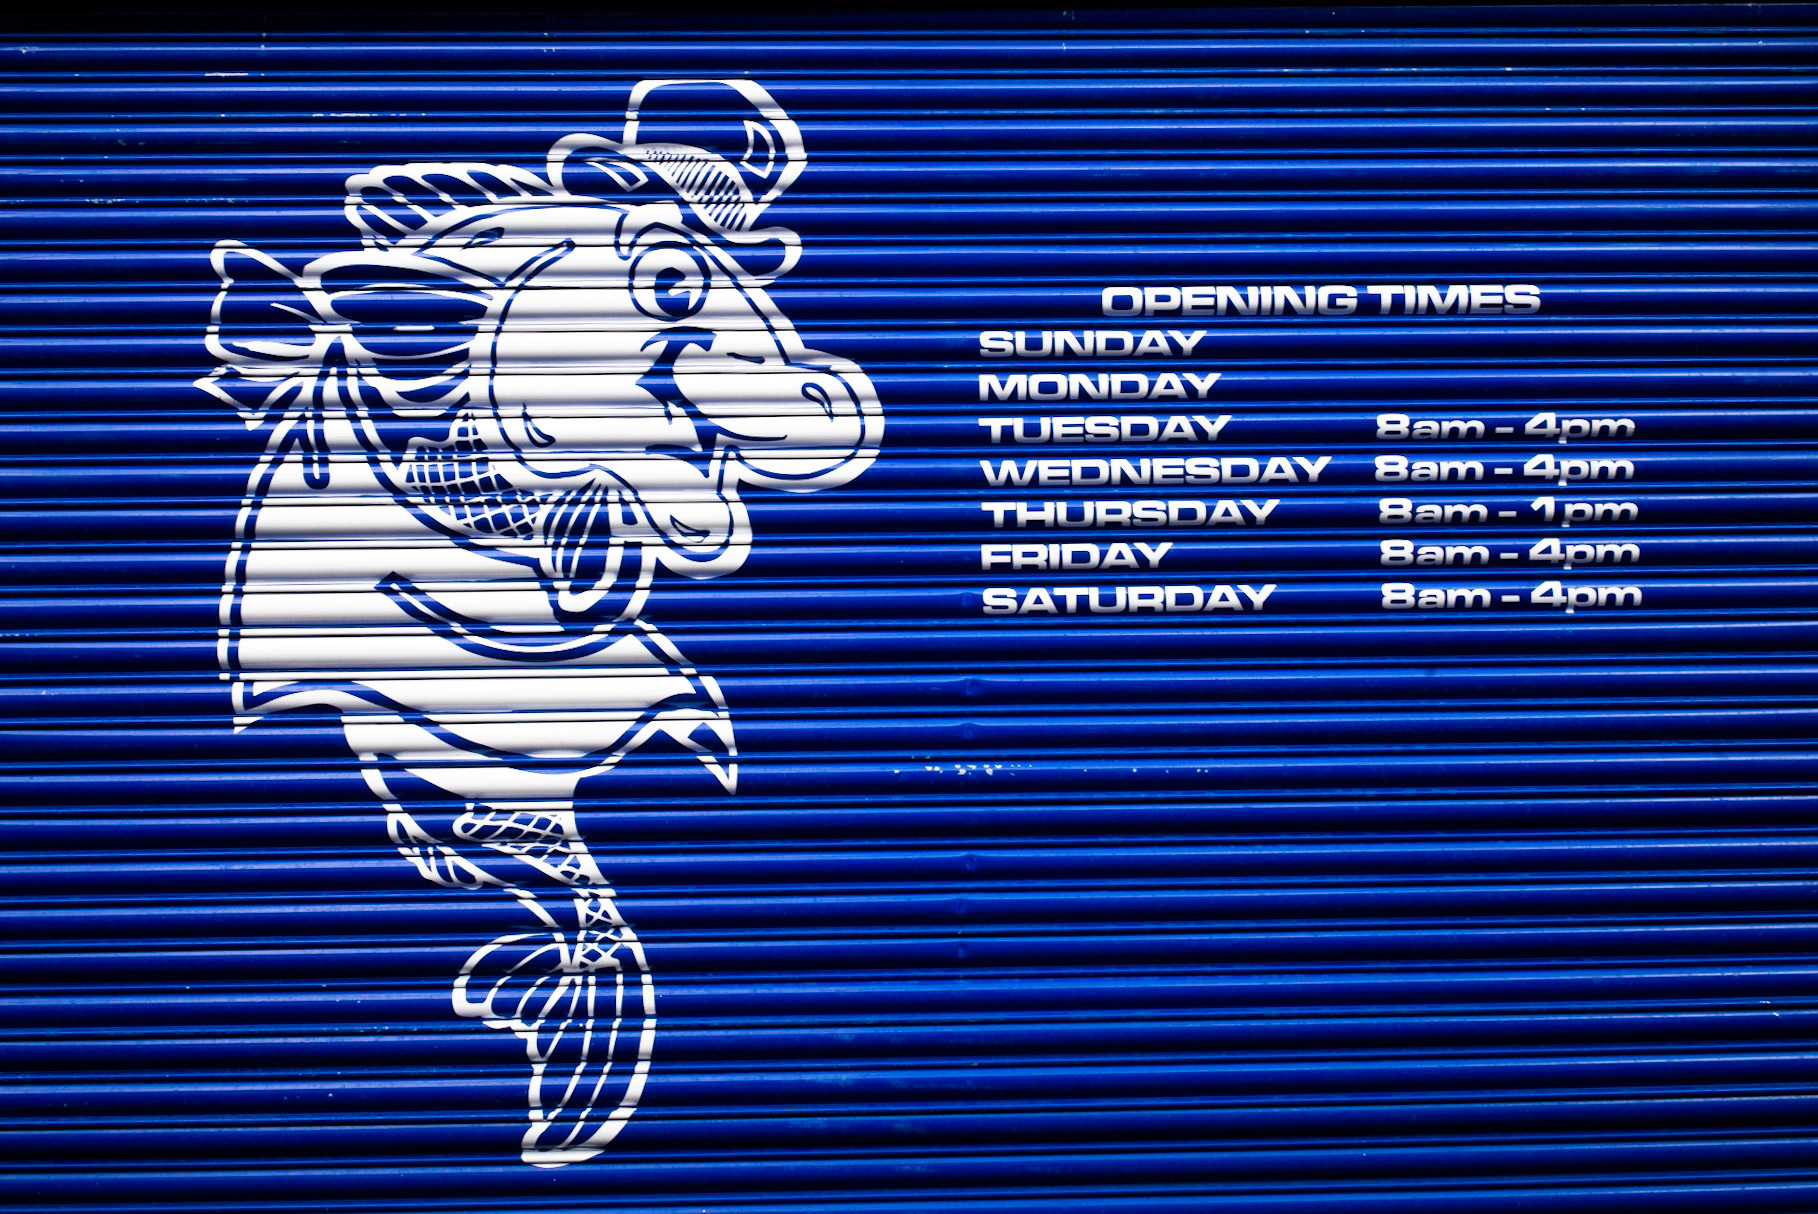 OPENING TIMES
SUNDAY
MONDAY
TUESDAY 8am - 4pm
WEDNESDAY 8am - 4pm
THURSDAY 8am - 1pm
FRIDAY 8am - 4pm
SATURDAY 8am - 4pm